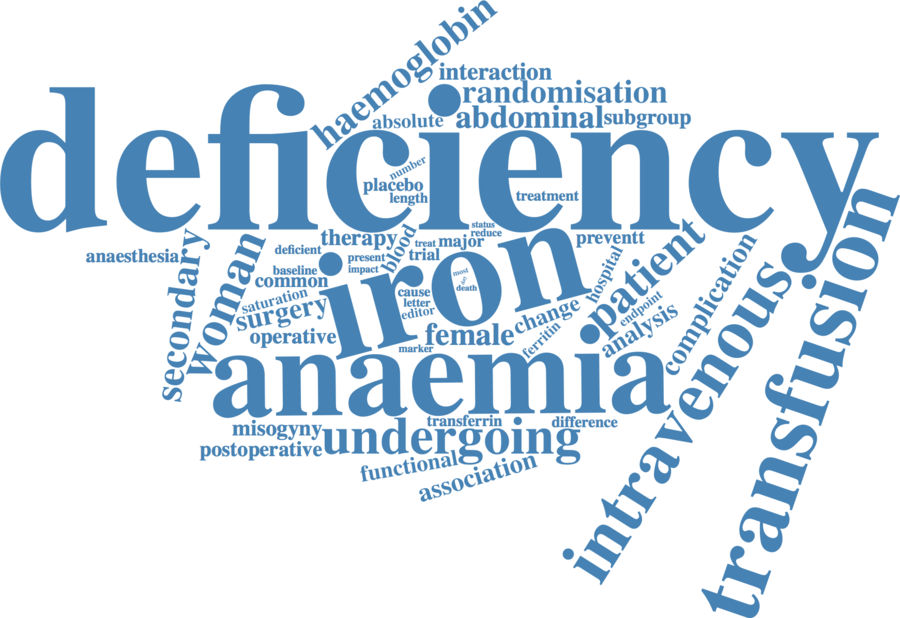 haemoglobin
interaction
randomisation
absolute
abdominal
subgroup
deficiency
number
placebo
length
treatment
status
reduce
therapy
blood
treat
major
preventt
transfusion
anaesthesia
secondary
woman
deficient
trial
iron
patient
present
impact
baseline
common
most
death
hospital
complication
intravenous
saturation
surgery
cause
letter
editor
change
endpoint
operative
female
ferritin
analysis
marker
anaemia
misogyny
transferrin
difference
postoperative
undergoing
functional
association